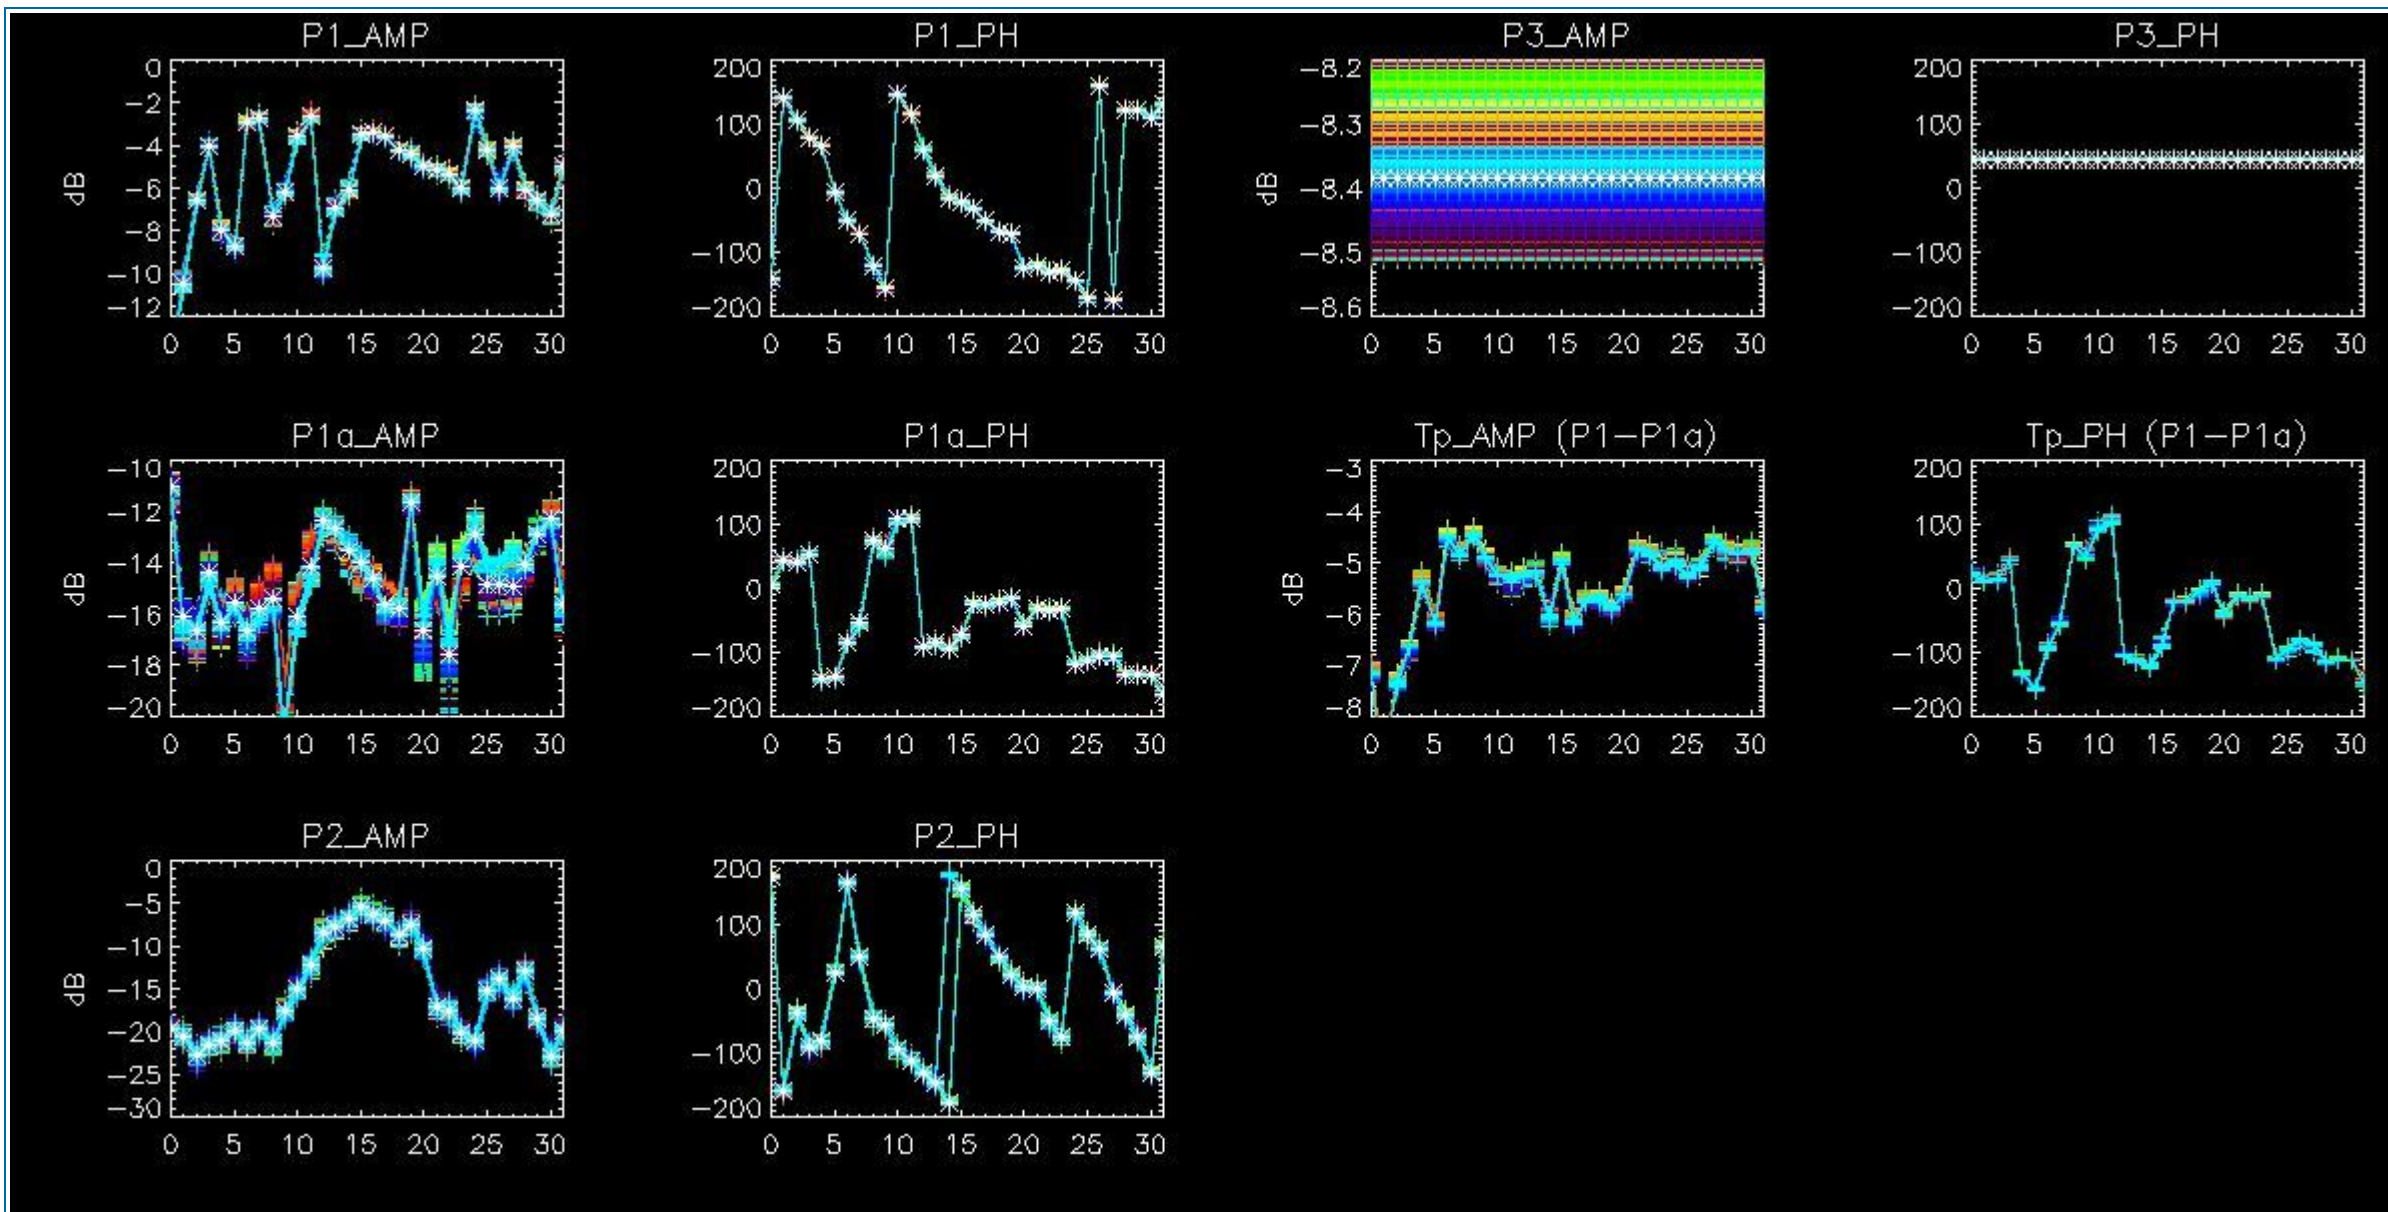 P1_AMP
0
−2
−4
−6
−8
−10
−12
dB
0 5 10 15 20 25 30
P1_PH
200
100
0
−100
−200
0 5 10 15 20 25 30
P3_AMP
−8.2
−8.3
−8.4
−8.5
−8.6
dB
0 5 10 15 20 25 30
P3_PH
200
100
0
−100
−200
0 5 10 15 20 25 30
P1a_AMP
−10
−12
−14
−16
−18
−20
dB
0 5 10 15 20 25 30
P1a_PH
200
100
0
−100
−200
0 5 10 15 20 25 30
Tp_AMP (P1−P1a)
−3
−4
−5
−6
−7
−8
dB
0 5 10 15 20 25 30
Tp_PH (P1−P1a)
200
100
0
−100
−200
0 5 10 15 20 25 30
P2_AMP
0
−5
−10
−15
−20
−25
−30
dB
0 5 10 15 20 25 30
P2_PH
200
100
0
−100
−200
0 5 10 15 20 25 30